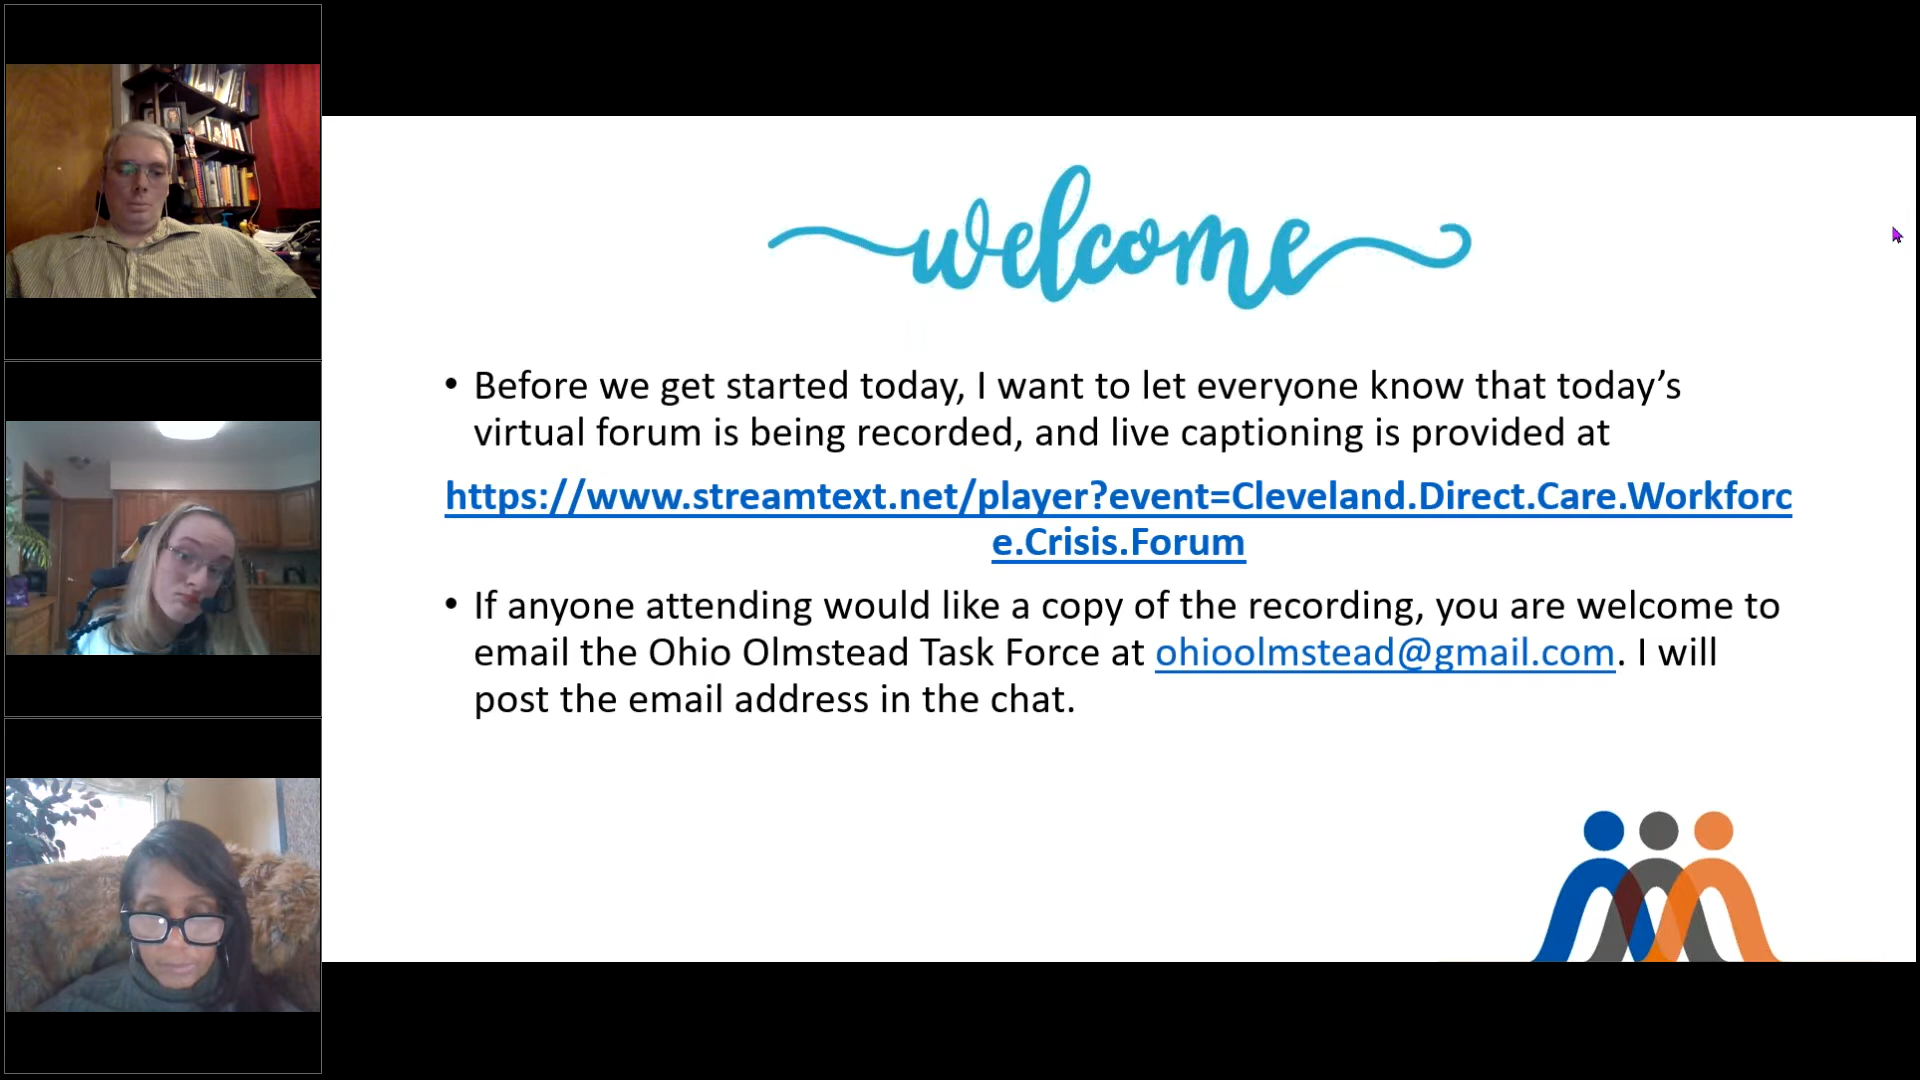 welcome
• Before we get started today, I want to let everyone know that today’s
virtual forum is being recorded, and live captioning is provided at
https://www.streamtext.net/player?event=Cleveland.Direct.Care.Workforc
e.Crisis.Forum
• If anyone attending would like a copy of the recording, you are welcome to
email the Ohio Olmstead Task Force at ohioolmstead@gmail.com. I will
post the email address in the chat.